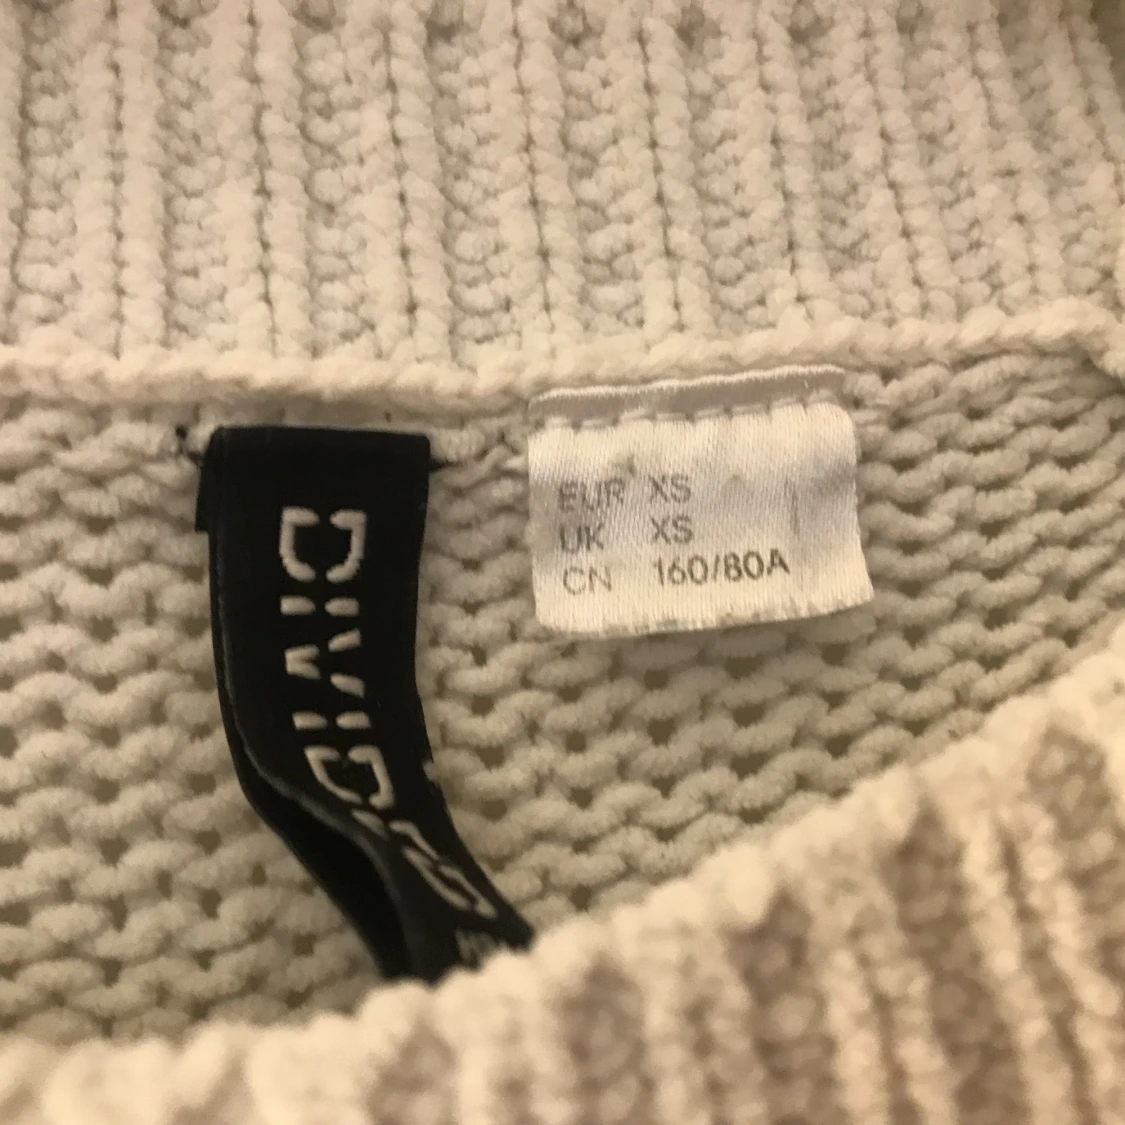 DIVIDED
EUR XS
UK XS
CN 160/80A